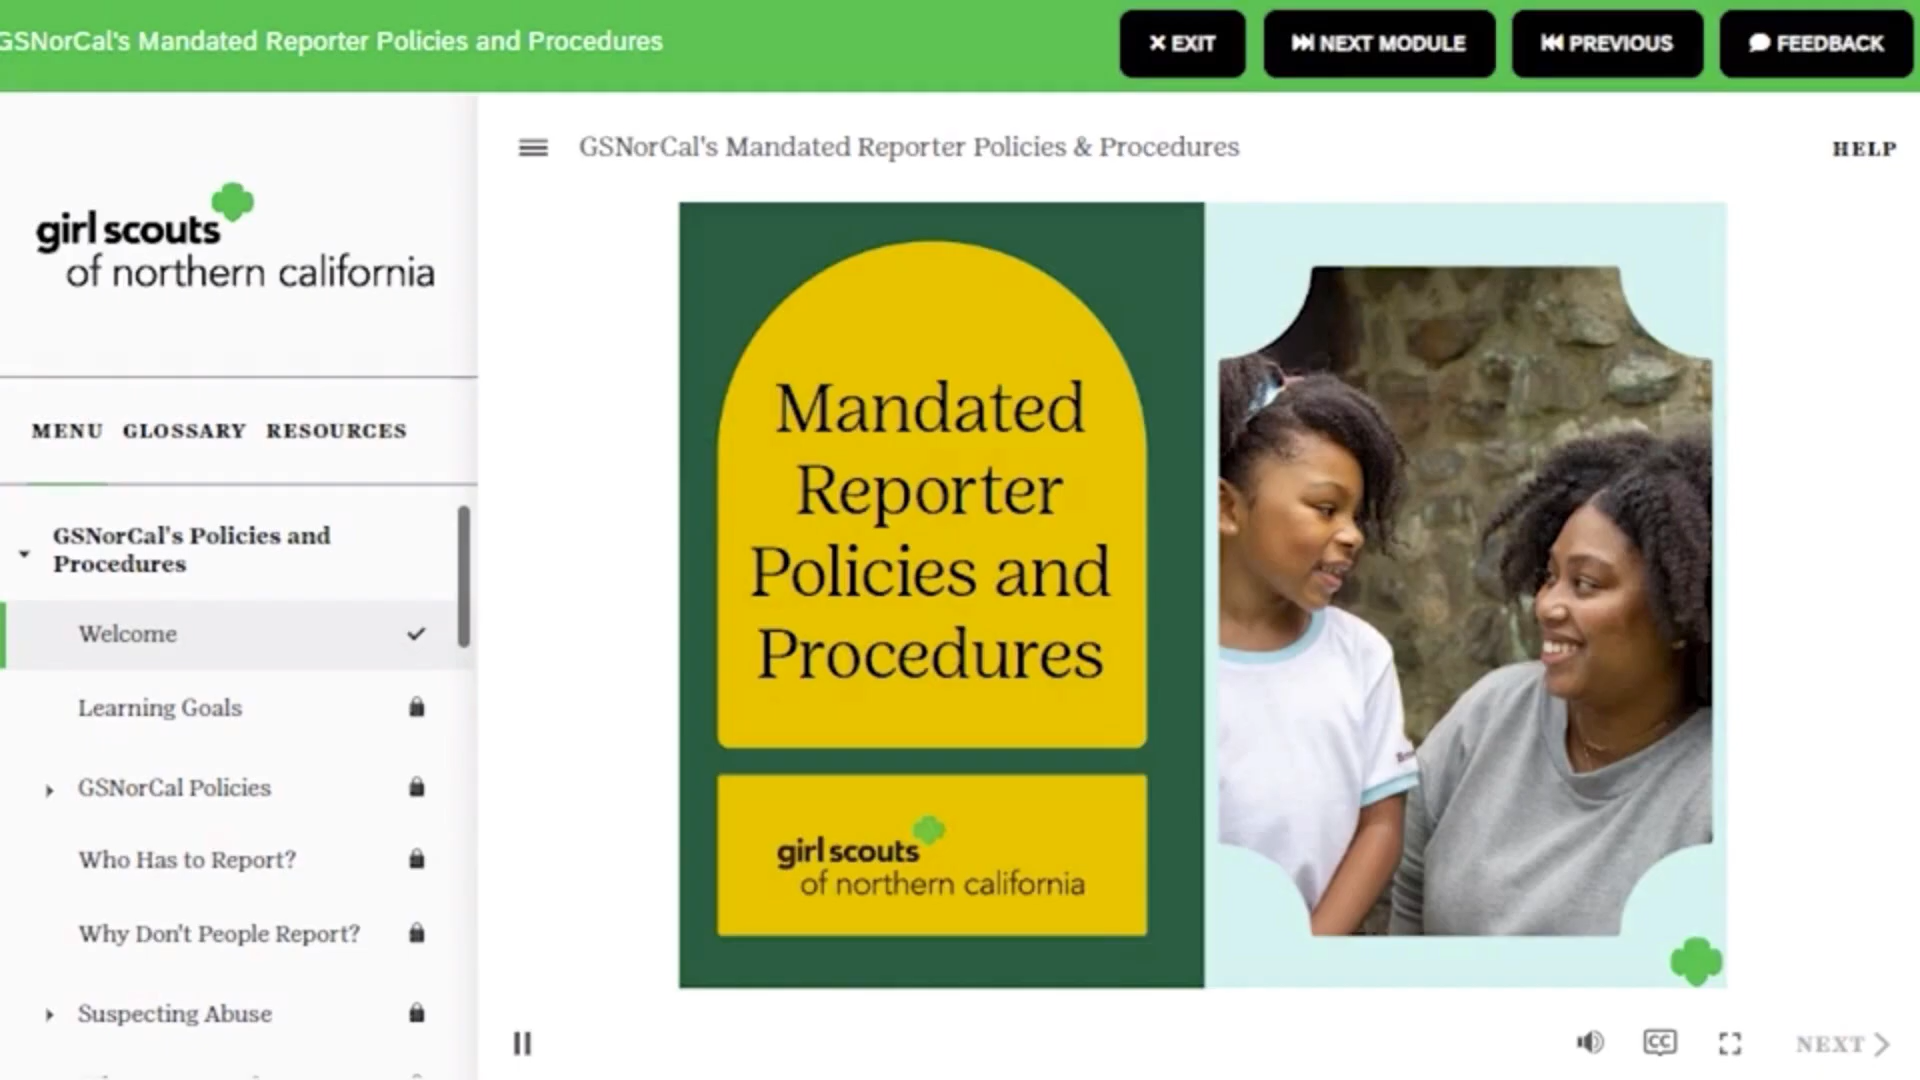 GSNorCal's Mandated Reporter Policies and Procedures
EXIT
NEXT MODULE
PREVIOUS
FEEDBACK
girl scouts
of northern california
MENU GLOSSARY RESOURCES
GSNorCal's Policies and
Procedures
Welcome
Learning Goals
GSNorCal Policies
Who Has to Report?
Why Don't People Report?
Suspecting Abuse
GSNorCal's Mandated Reporter Policies & Procedures
HELP
Mandated
Reporter
Policies and
Procedures
girl scouts
of northern california
CC
NEXT